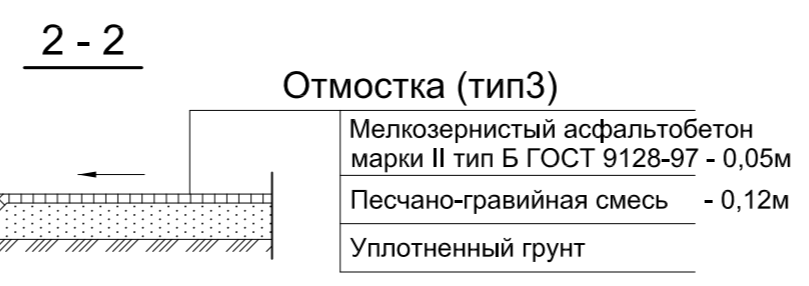 2 - 2
Отмостка (тип3)
Мелкозернистый асфальтобетон
марки II тип Б ГОСТ 9128-97 - 0,05м
Песчано-гравийная смесь - 0,12м
Уплотненный грунт